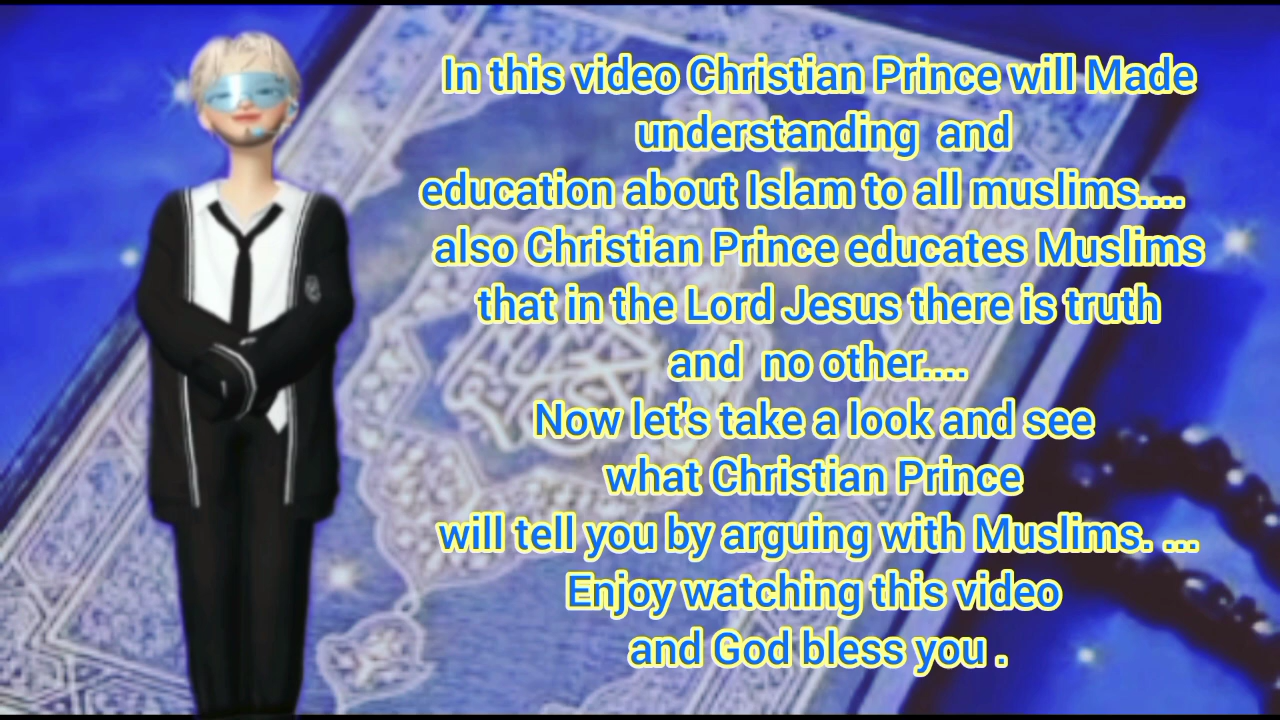 In this video Christian Prince will Made
understanding and
education about Islam to all muslims....
also Christian Prince educates Muslims
that in the Lord Jesus there is truth
and no other....
Now let's take a look and see
what Christian Prince
will tell you by arguing with Muslims. ...
Enjoy watching this video
and God bless you .